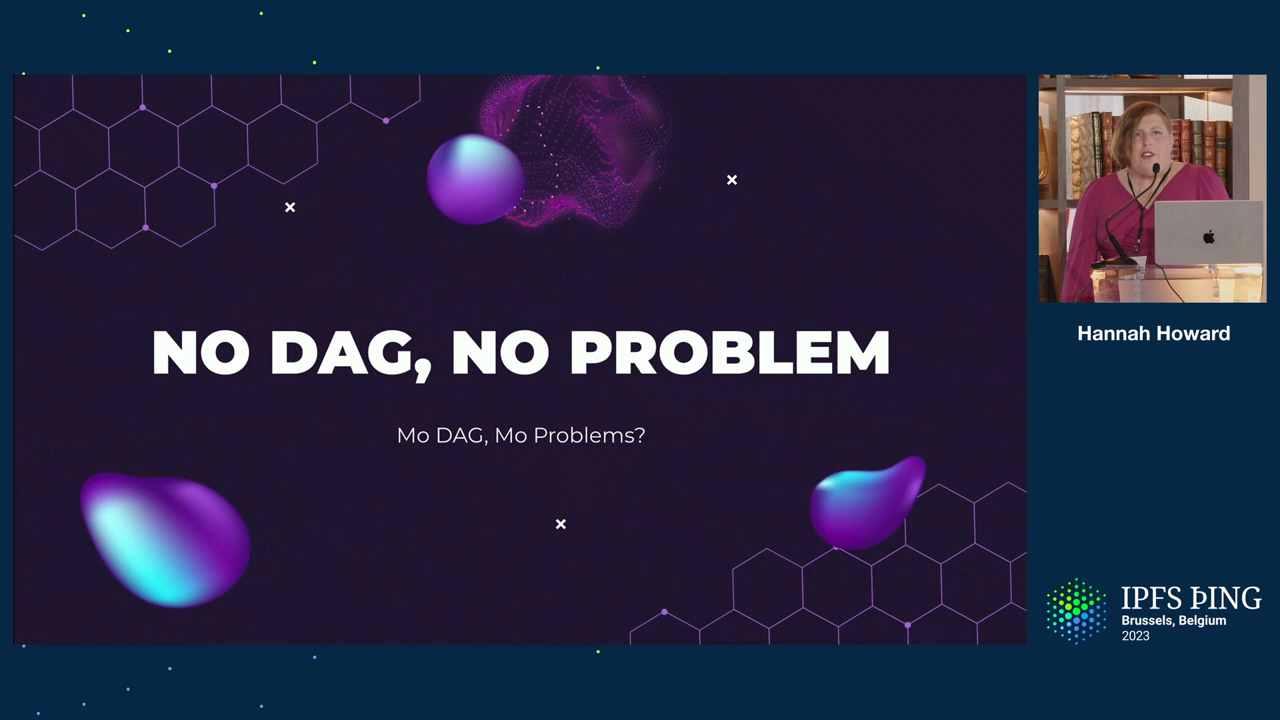 NO DAG, NO PROBLEM
Mo DAG, Mo Problems?
Hannah Howard
IPFS ÞING
Brussels, Belgium
2023